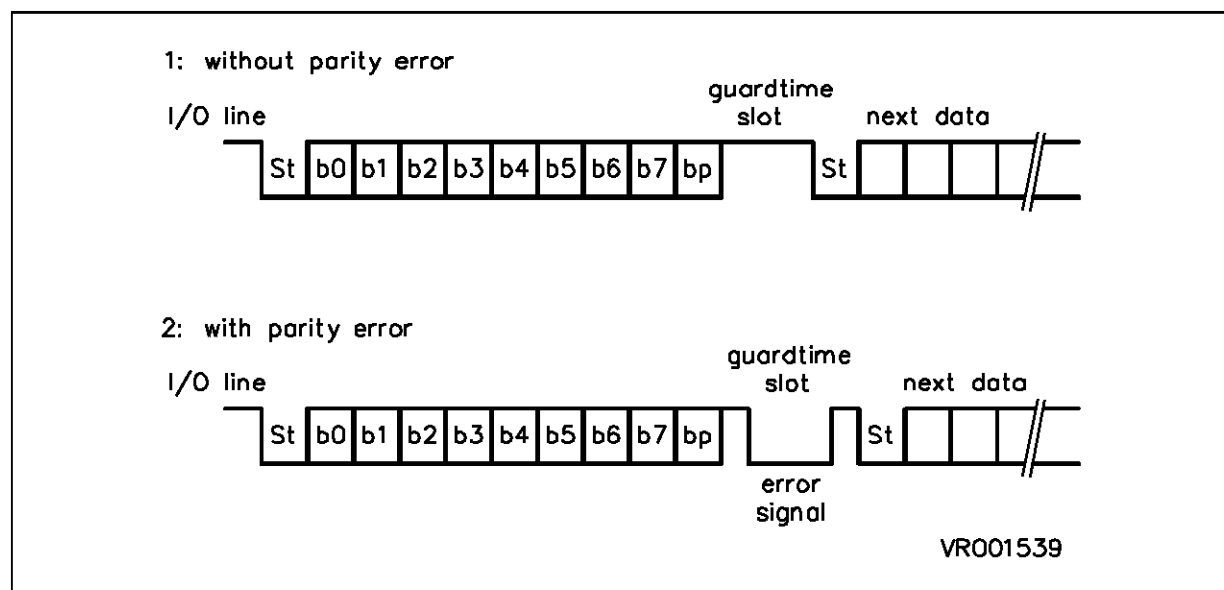 1: without parity error
guardtime
slot
I/O line
next data
St b0 b1 b2 b3 b4 b5 b6 b7 bp St
2: with parity error
guardtime
slot
I/O line
next data
St b0 b1 b2 b3 b4 b5 b6 b7 bp St
error
signal
VR001539